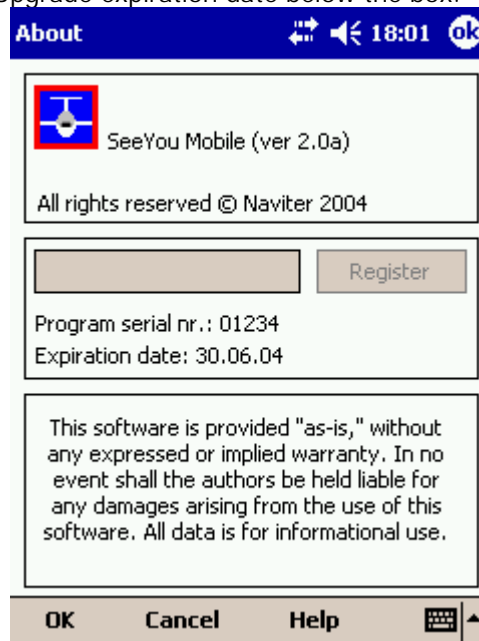 Upgrade expiration date below the box.
About 18:01 ok
SeeYou Mobile (ver 2.0a)
All rights reserved © Naviter 2004
Register
Program serial nr.: 01234
Expiration date: 30.06.04
This software is provided "as-is," without
any expressed or implied warranty. In no
event shall the authors be held liable for
any damages arising from the use of this
software. All data is for informational use.
OK Cancel Help